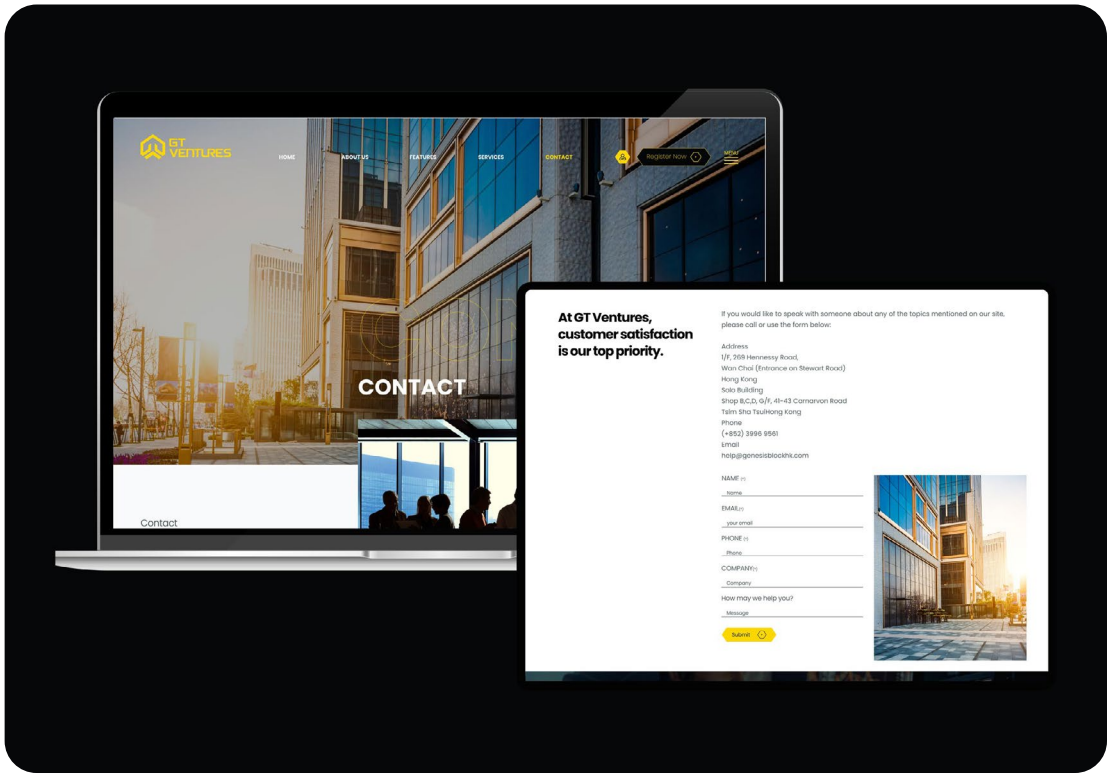 GT
VENTURES
HOME
ABOUT US
FEATURES
SERVICES
CONTACT
Register Now
MENU
CONTACT
Contact
At GT Ventures,
customer satisfaction
is our top priority.
If you would like to speak with someone about any of the topics mentioned on our site,
please call or use the form below:
Address
1/F, 269 Hennessy Road,
Wan Chai (Entrance on Stewart Road)
Hong Kong
Solo Building
Shop B,C,D, G/F, 41-43 Carnarvon Road
Tsim Sha TsuiHong Kong
Phone
(+852) 3996 9561
Email
help@genesisblockhk.com
NAME (*)
Name
EMAIL(*)
your email
PHONE (*)
Phone
COMPANY(*)
Company
How may we help you?
Message
Submit